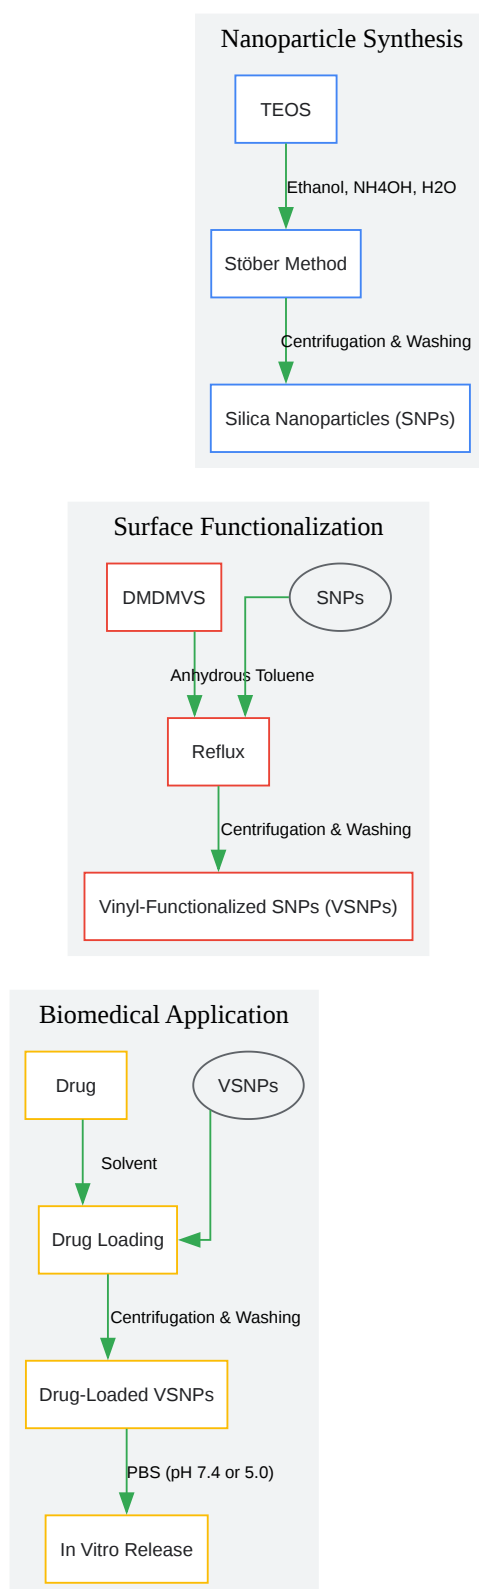 Nanoparticle Synthesis
TEOS
Ethanol, NH4OH, H2O
Stöber Method
Centrifugation & Washing
Silica Nanoparticles (SNPs)
Surface Functionalization
DMDMVS
SNPs
Anhydrous Toluene
Reflux
Centrifugation & Washing
Vinyl-Functionalized SNPs (VSNPs)
Biomedical Application
Drug
VSNPs
Solvent
Drug Loading
Centrifugation & Washing
Drug-Loaded VSNPs
PBS (pH 7.4 or 5.0)
In Vitro Release